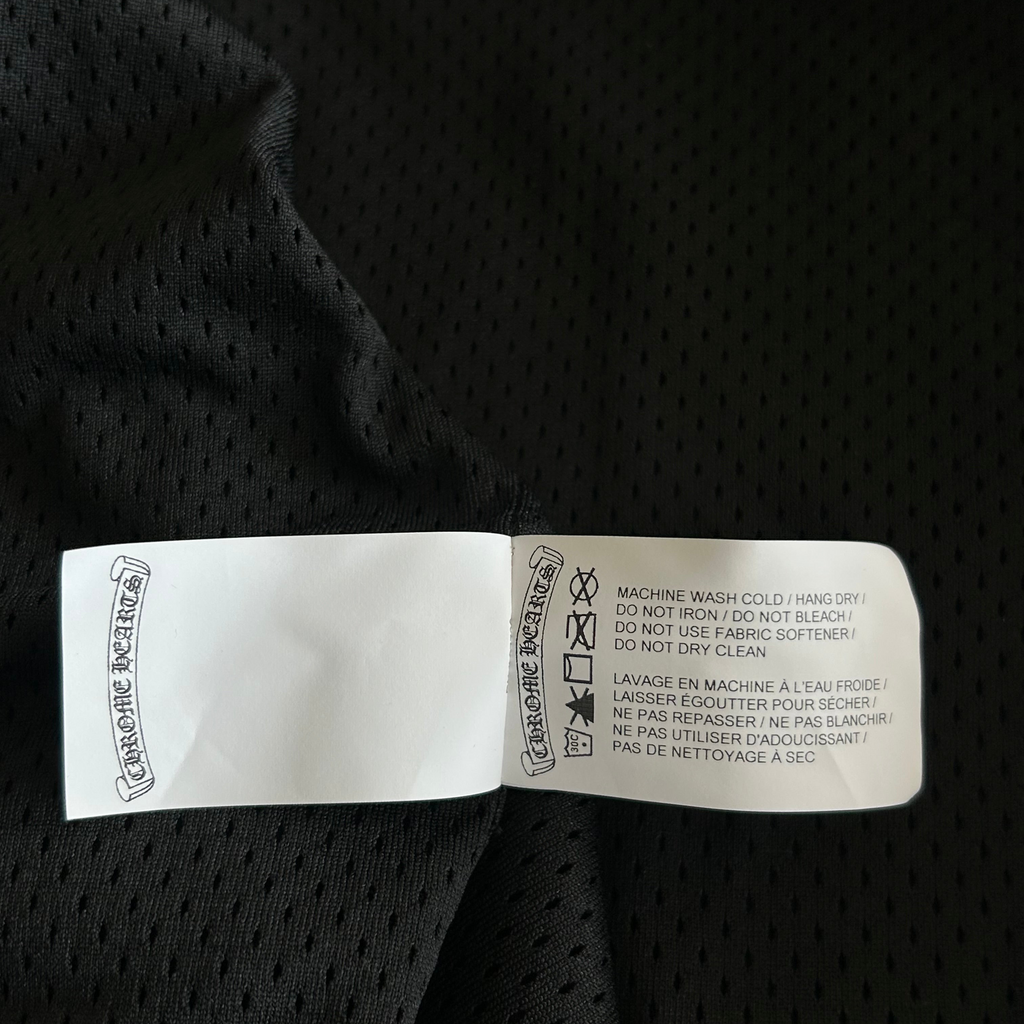 CHROME HEARTS
CHROME HEARTS
30C
MACHINE WASH COLD / HANG DRY /
DO NOT IRON / DO NOT BLEACH /
DO NOT USE FABRIC SOFTENER /
DO NOT DRY CLEAN
LAVAGE EN MACHINE À L'EAU FROIDE /
LAISSER ÉGOUTTER POUR SÉCHER /
NE PAS REPASSER / NE PAS BLANCHIR /
NE PAS UTILISER D'ADOUCISSANT /
PAS DE NETTOYAGE À SEC